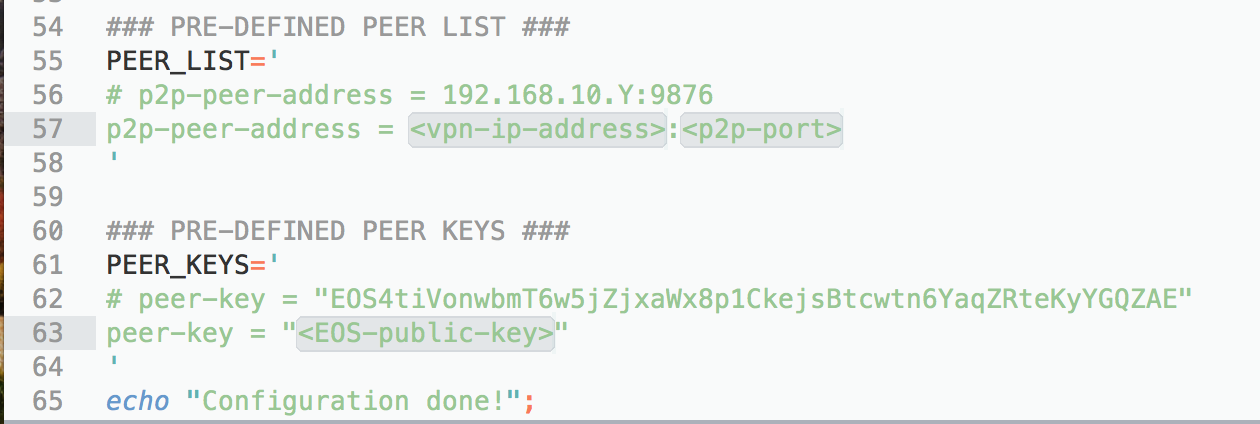 54 ### PRE-DEFINED PEER LIST ###
55 PEER_LIST='
56 # p2p-peer-address = 192.168.10.Y:9876
57 p2p-peer-address = <vpn-ip-address>:<p2p-port>
58 '
59
60 ### PRE-DEFINED PEER KEYS ###
61 PEER_KEYS='
62 # peer-key = "EOS4tiVonwbmT6w5jZjxaWx8p1CkejsBtcwtn6YaqZRteKyYGQZAE"
63 peer-key = "<EOS-public-key>"
64 '
65 echo "Configuration done!";